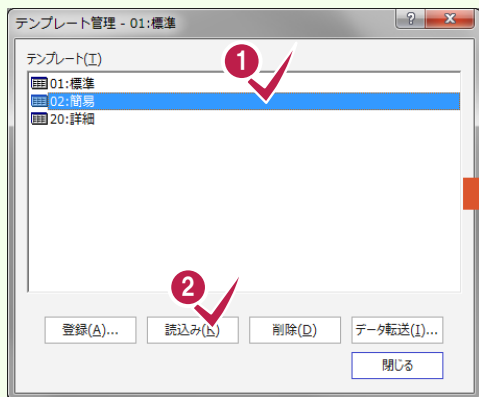 テンプレート管理 - 01:標準
テンプレート(T)
1
01:標準
02:簡易
20:詳細
2
登録(A)... 読込み(K) 削除(D) データ転送(I)...
閉じる